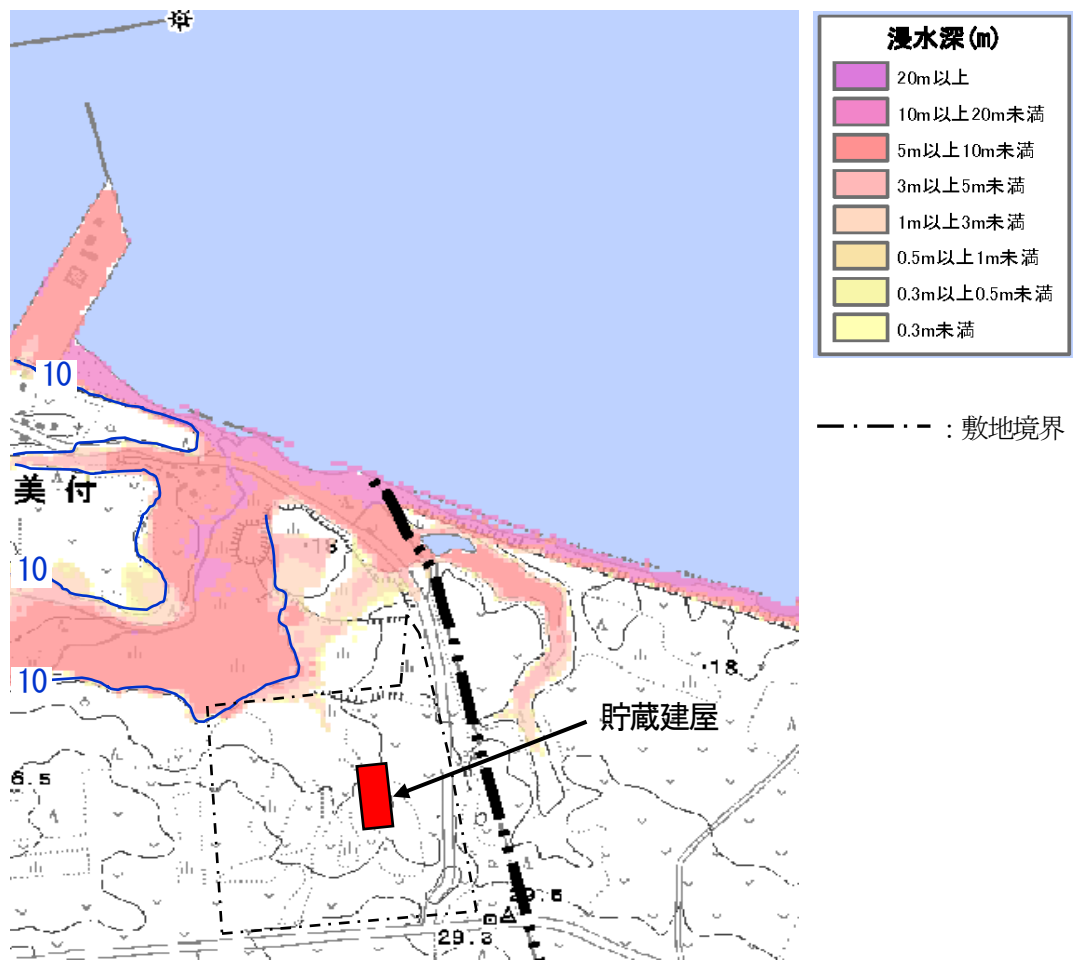 浸水深(m)
20m以上
10m以上20m未満
5m以上10m未満
3m以上5m未満
1m以上3m未満
0.5m以上1m未満
0.3m以上0.5m未満
0.3m未満
：敷地境界
10
美付
10
10
18
貯蔵建屋
6.5
29.3